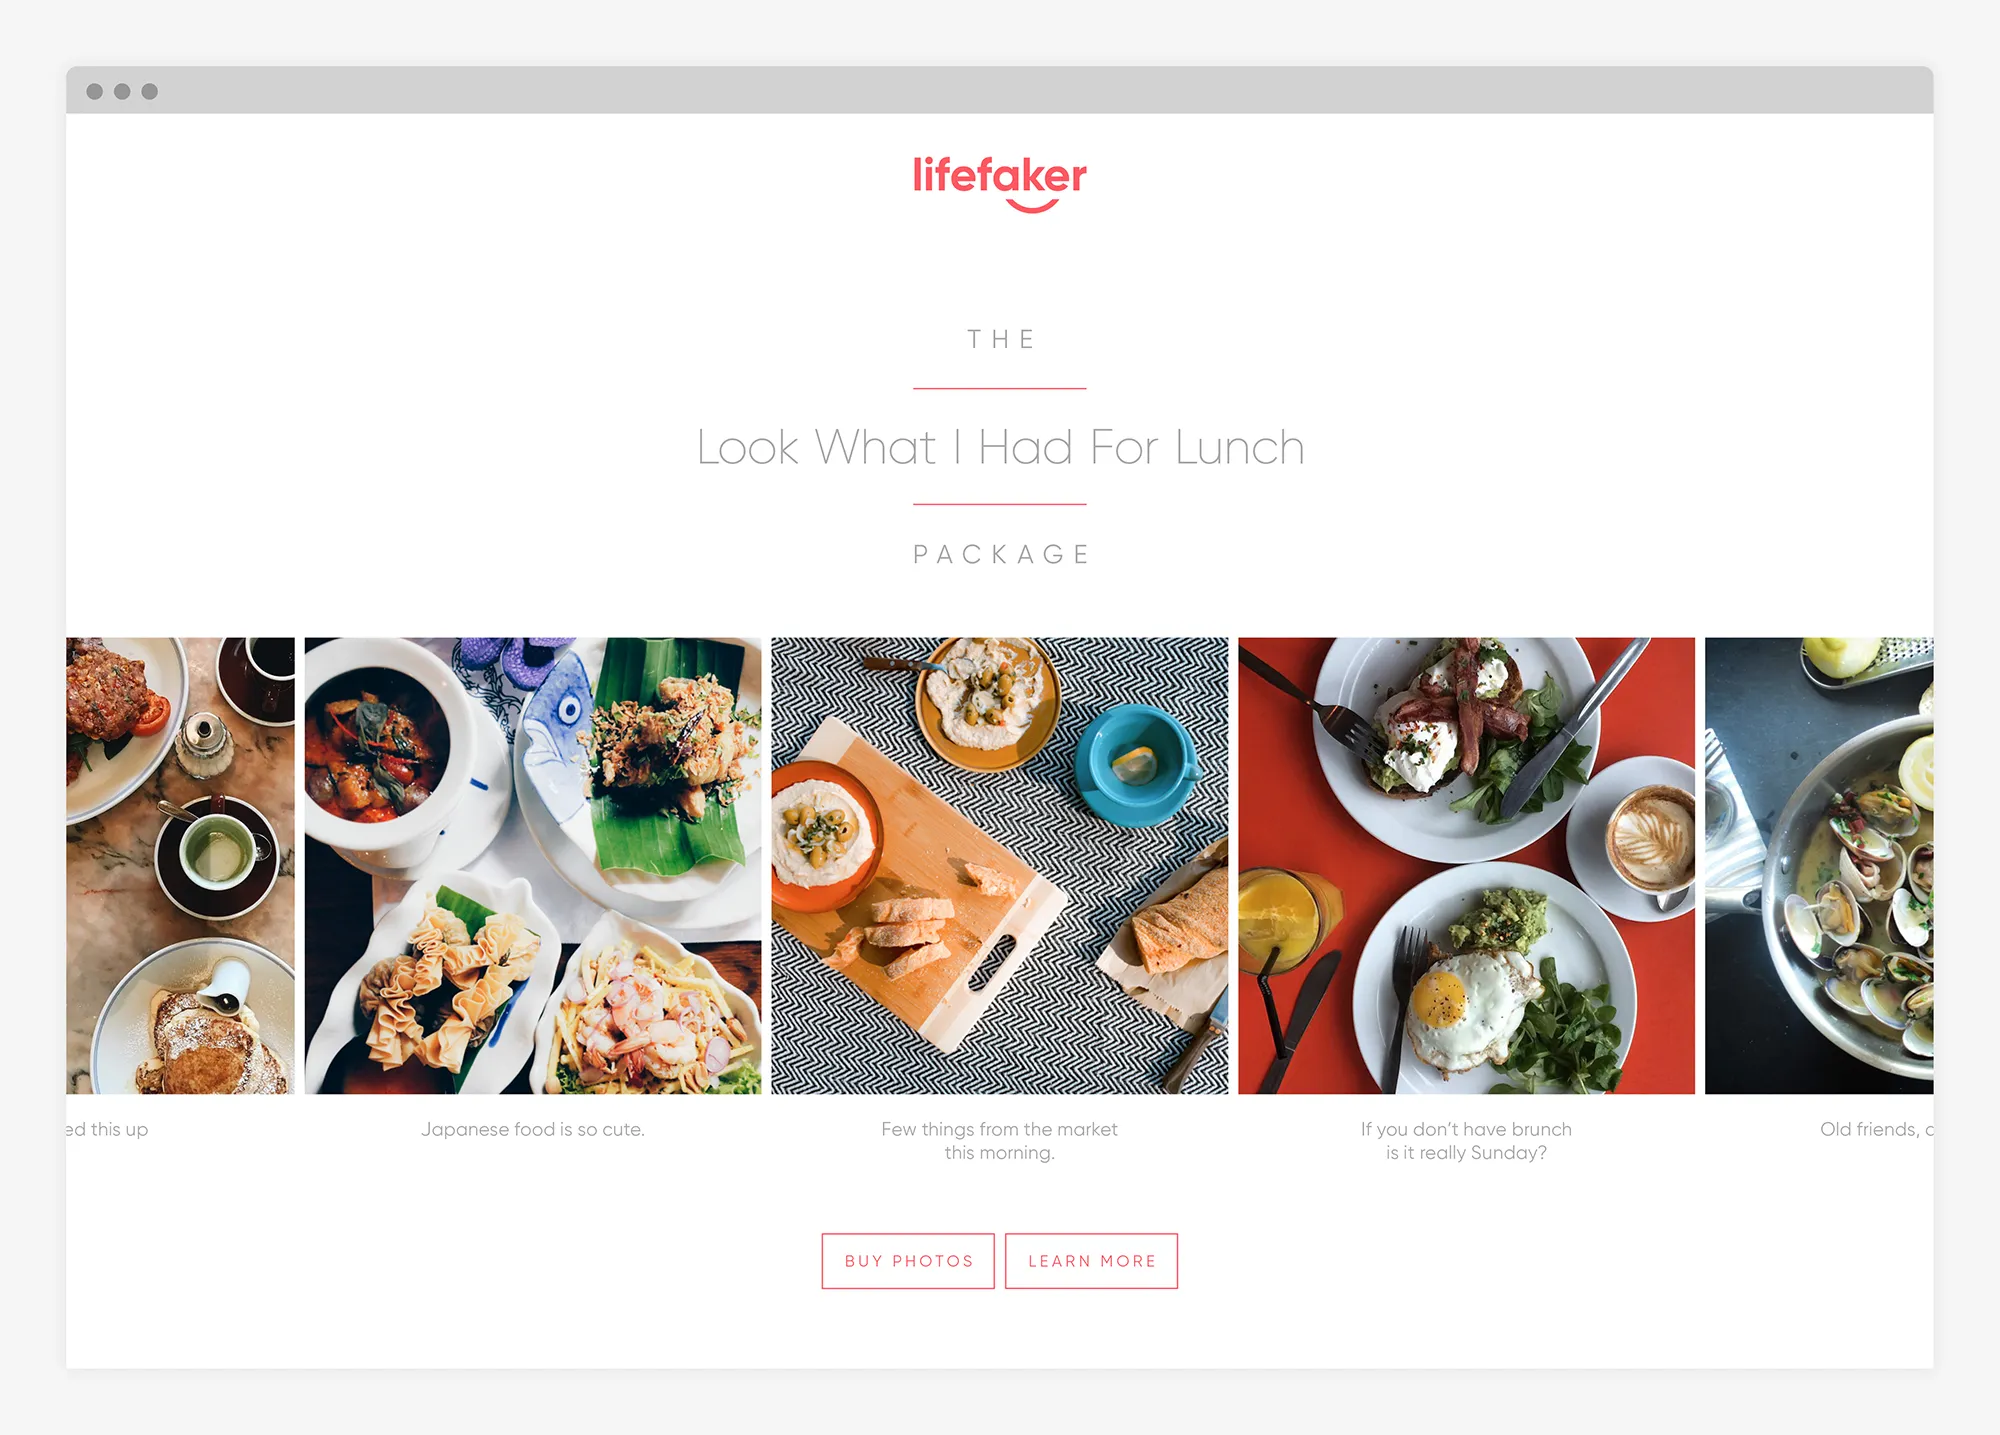 lifefaker
THE
Look What I Had For Lunch
PACKAGE
this up
Japanese food is so cute.
Few things from the market
this morning.
If you don't have brunch
is it really Sunday?
Old friends,
BUY PHOTOS
LEARN MORE